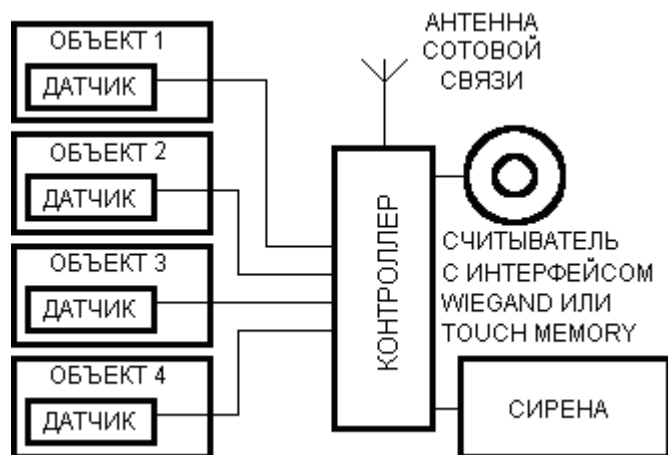 ОБЪЕКТ 1
ДАТЧИК
ОБЪЕКТ 2
ДАТЧИК
ОБЪЕКТ 3
ДАТЧИК
ОБЪЕКТ 4
ДАТЧИК
КОНТРОЛЛЕР
АНТЕННА
СОТОВОЙ
СВЯЗИ
СЧИТЫВАТЕЛЬ
С ИНТЕРФЕЙСОМ
WIEGAND ИЛИ
TOUCH MEMORY
СИРЕНА